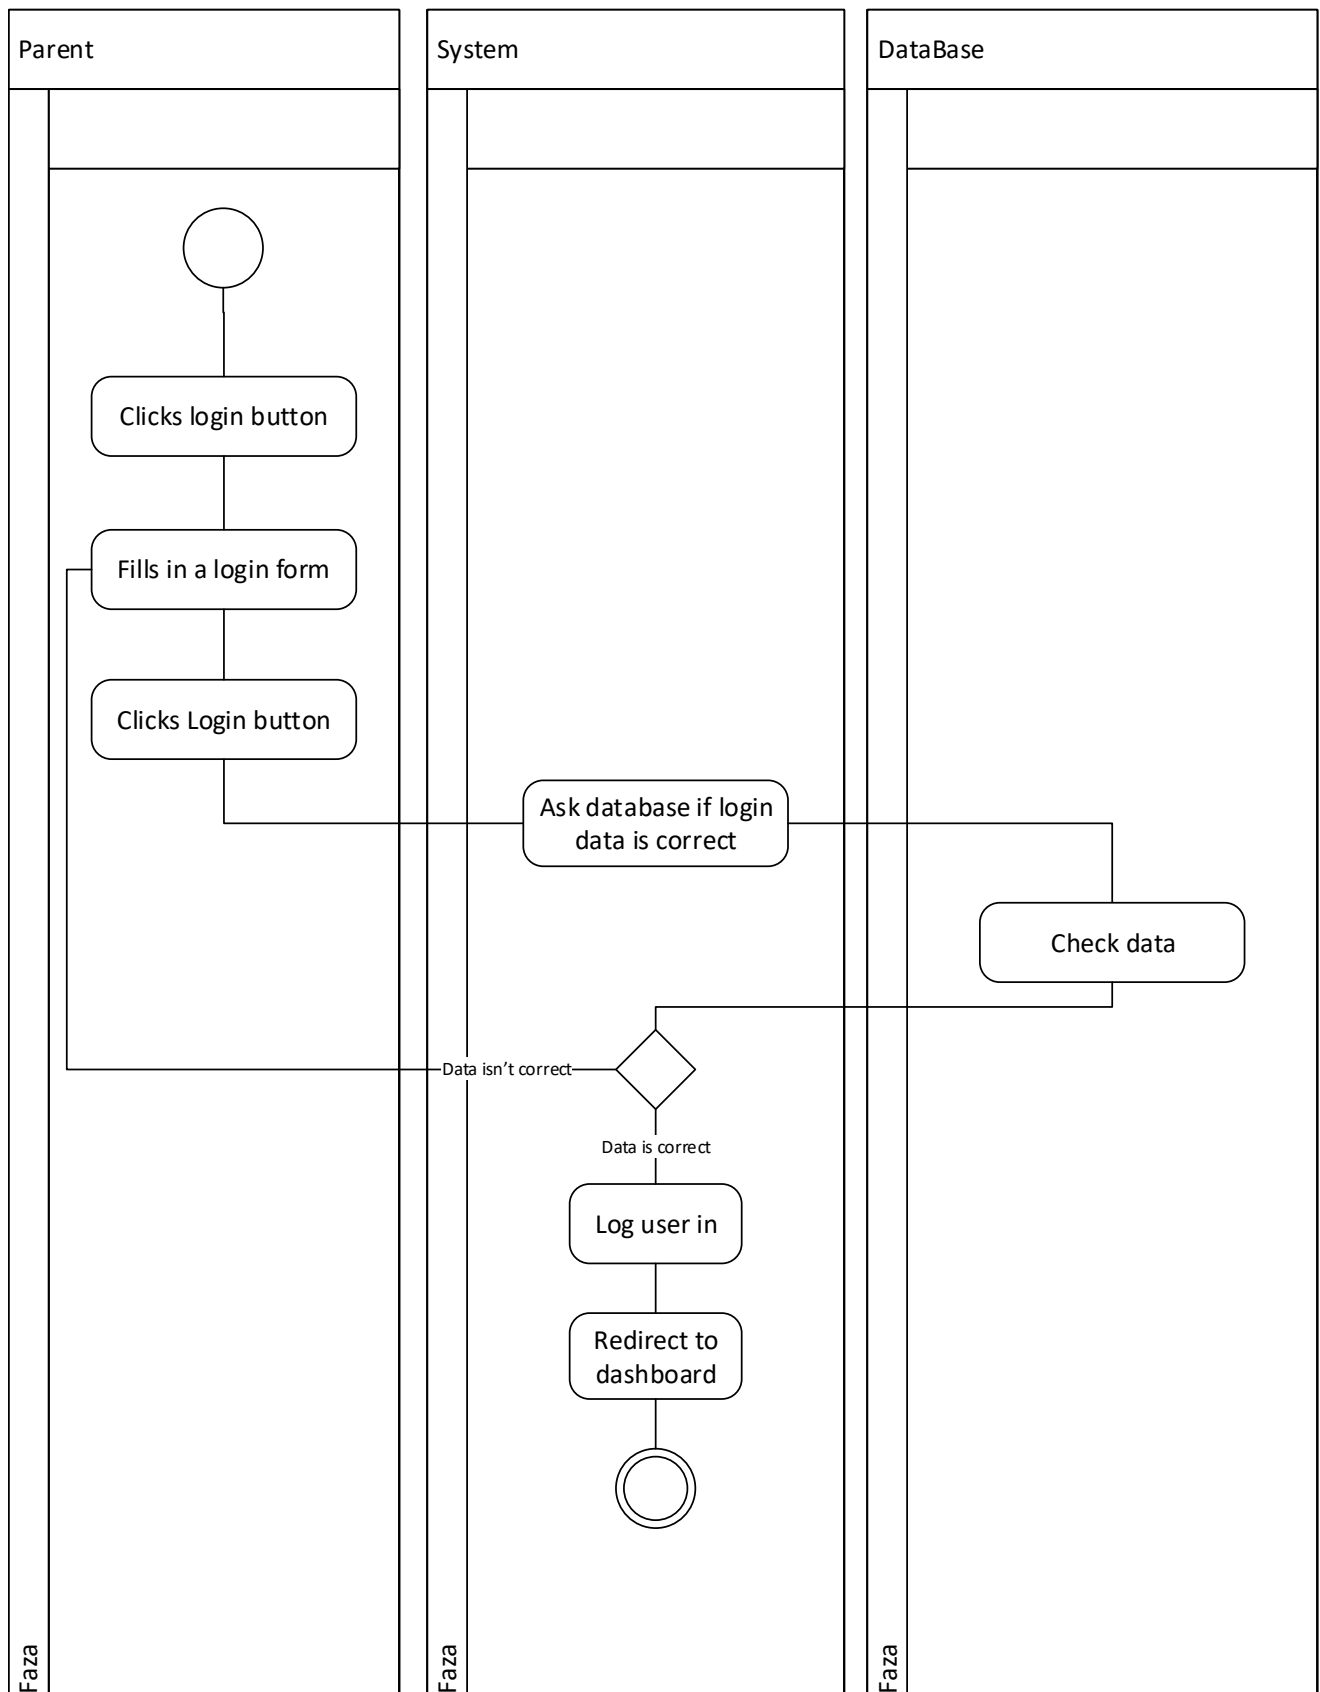 Parent
System
DataBase
Clicks login button
Fills in a login form
Clicks Login button
Ask database if login
data is correct
Check data
Data isn't correct
Data is correct
Log user in
Redirect to
dashboard
Faza
Faza
Faza